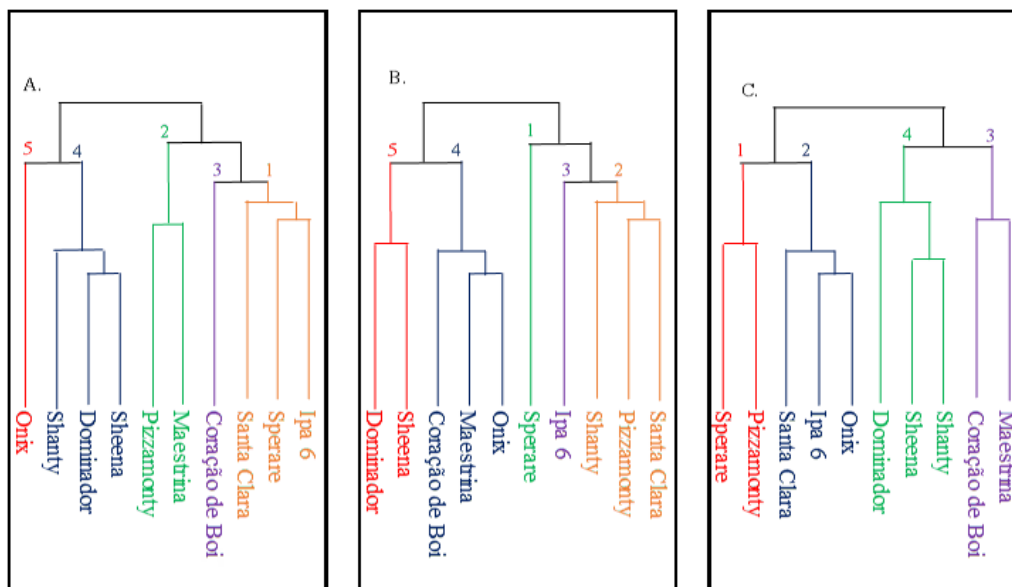 A.
5
4
2
3
1
Onix
Shanty
Dominador
Sheena
Pizzamonty
Maestrina
Coração de Boi
Santa Clara
Sperare
Ipa 6
B.
5
4
1
3
2
Dominador
Sheena
Coração de Boi
Maestrina
Onix
Sperare
Ipa 6
Shanty
Pizzamonty
Santa Clara
C.
1
2
4
3
Sperare
Pizzamonty
Santa Clara
Ipa 6
Onix
Dominador
Sheena
Shanty
Coração de Boi
Maestrina